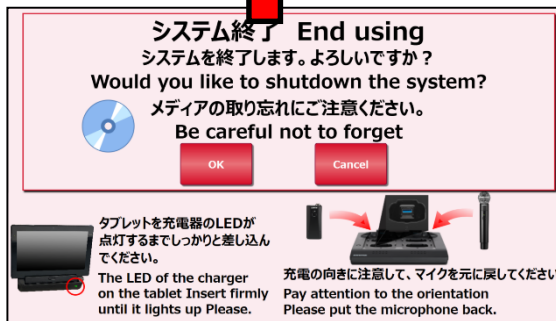 システム終了 End using
システムを終了します。よろしいですか？
Would you like to shutdown the system?
メディアの取り忘れにご注意ください。
Be careful not to forget
OK Cancel
タブレットを充電器のLEDが
点灯するまでしっかりと差し込ん
でください。
The LED of the charger
on the tablet Insert firmly
until it lights up Please.
充電の向きに注意して、マイクを元に戻してください
Pay attention to the orientation
Please put the microphone back.